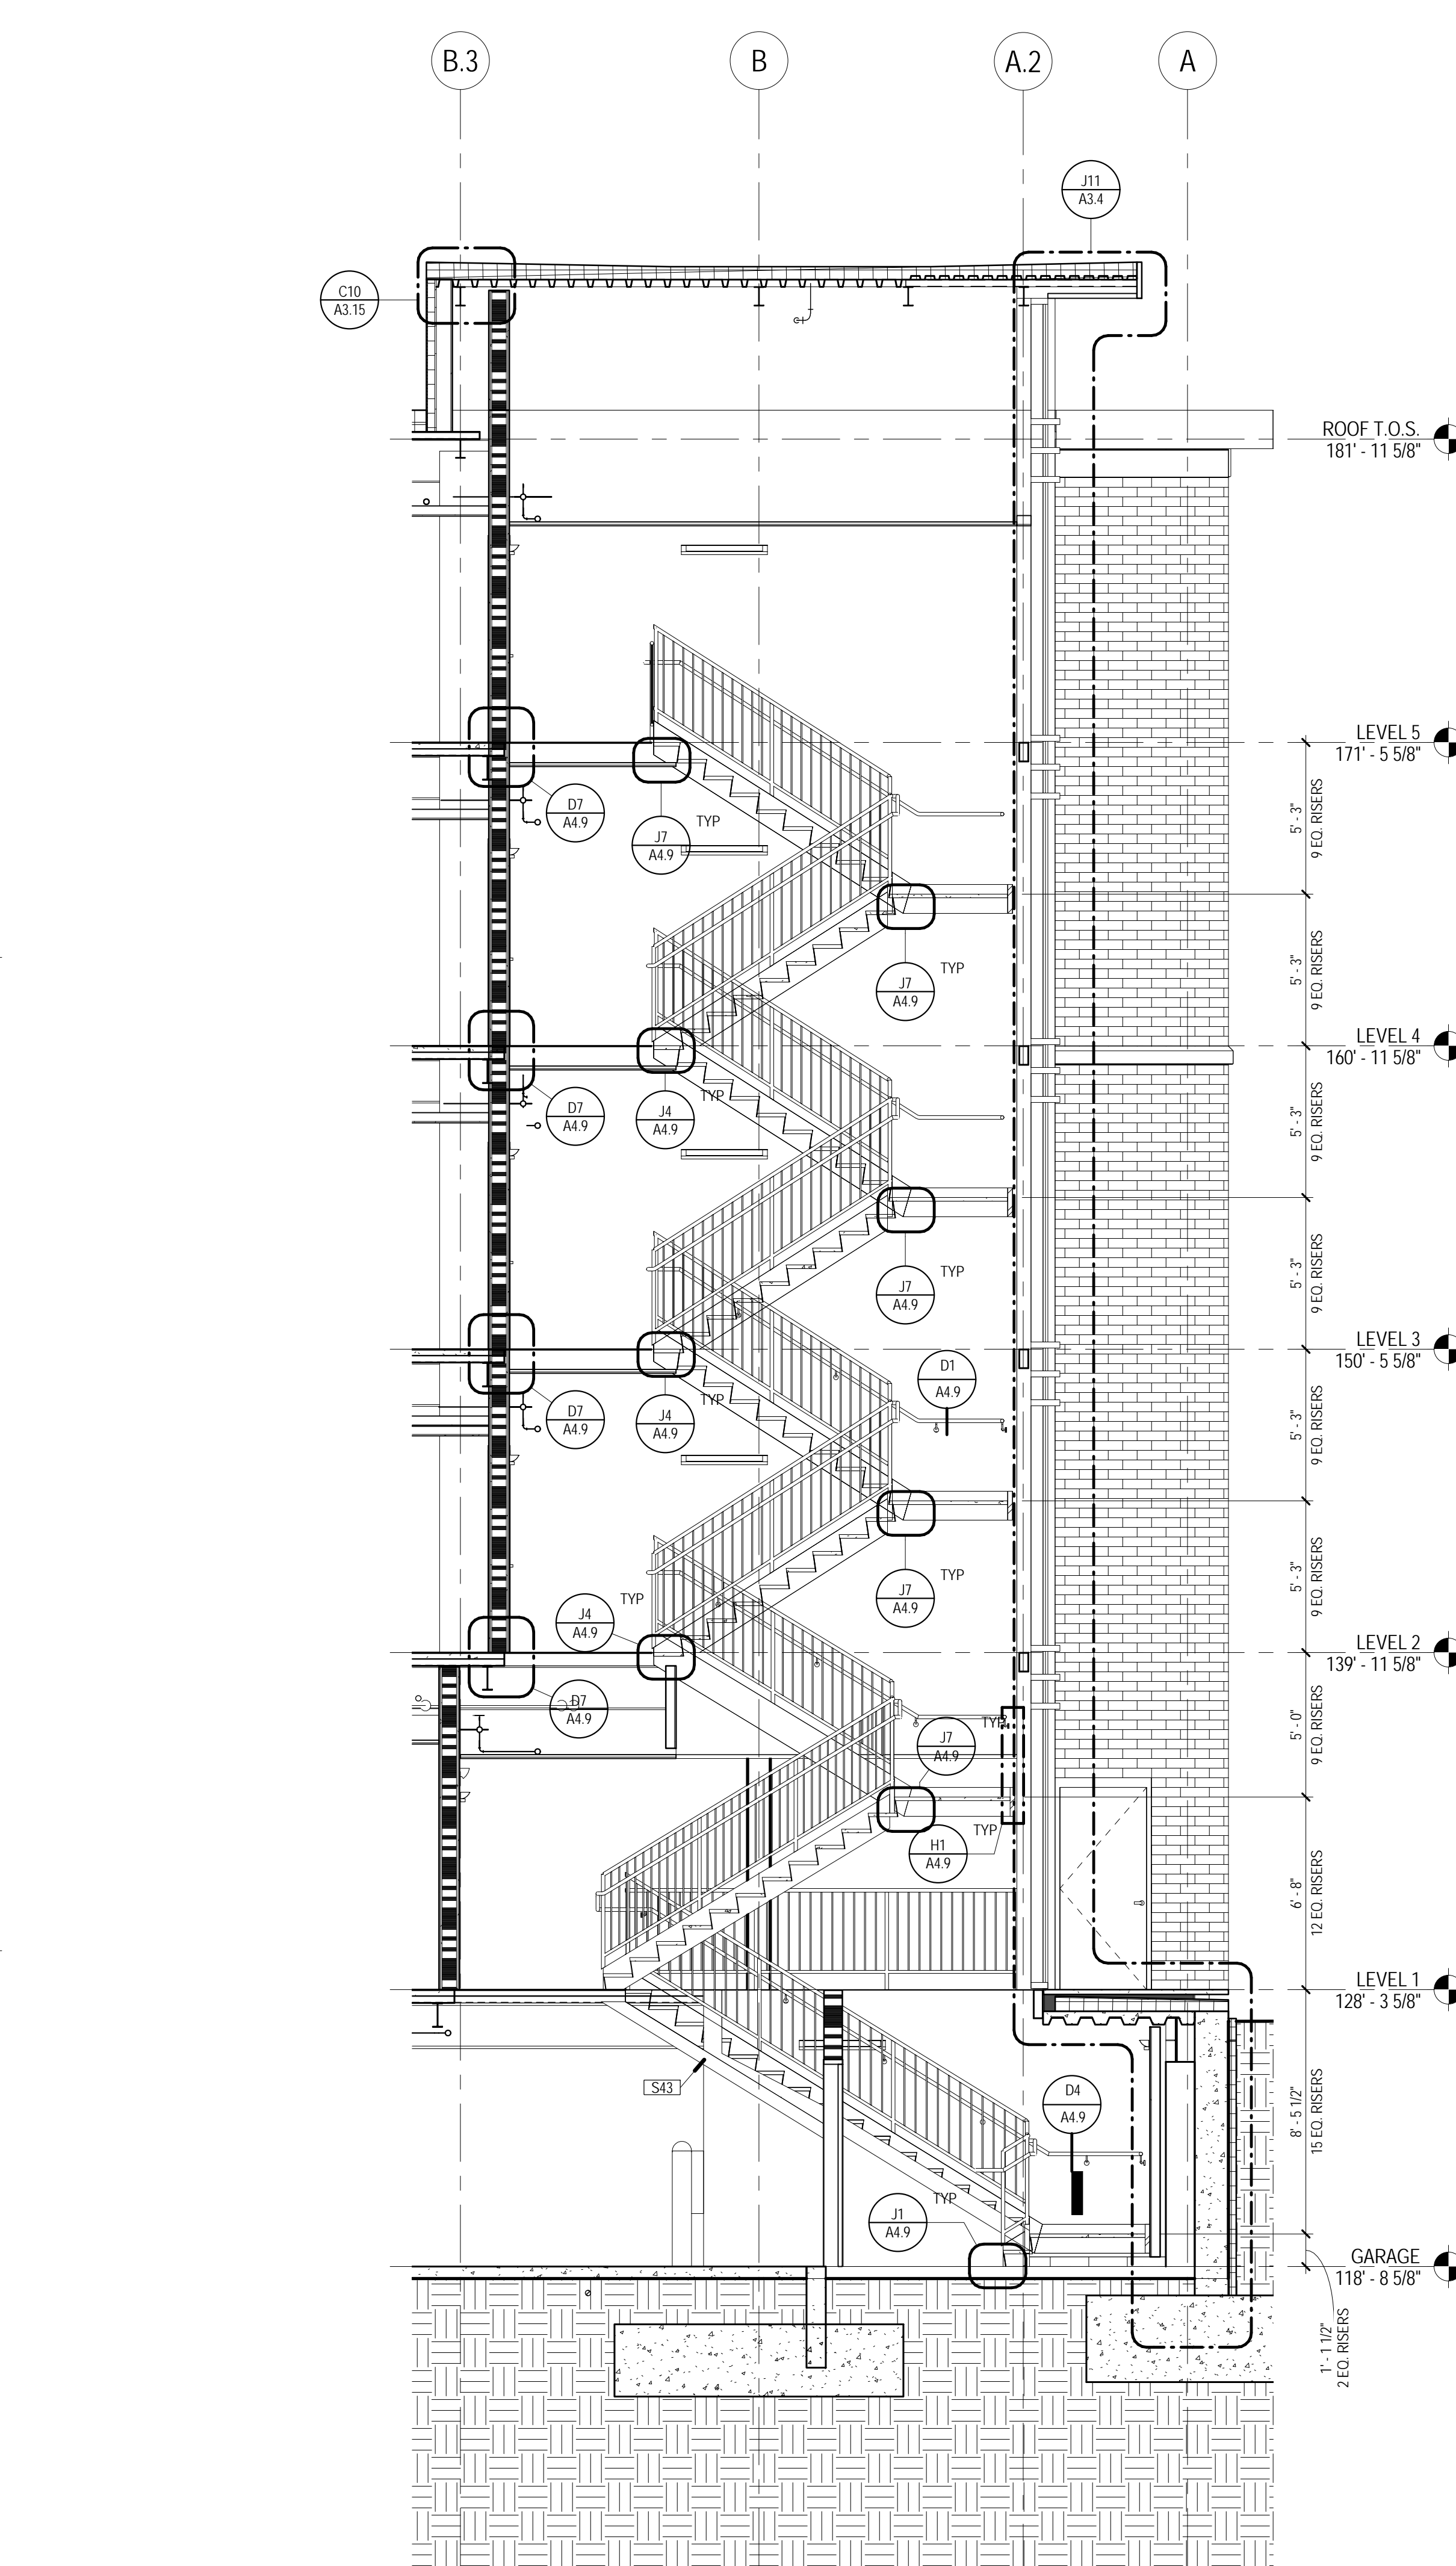 B.3
B
A.2
A
J11
A3.4
C10
A3.15
ROOF T.O.S.
181' - 11 5/8"
LEVEL 5
171' - 5 5/8"
D7
A4.9
J7
A4.9
TYP
5' - 3"
9 EQ. RISERS
J7
A4.9
TYP
5' - 3"
9 EQ. RISERS
LEVEL 4
160' - 11 5/8"
D7
A4.9
J4
A4.9
TYP
5' - 3"
9 EQ. RISERS
J7
A4.9
TYP
5' - 3"
9 EQ. RISERS
LEVEL 3
150' - 5 5/8"
D7
A4.9
J4
A4.9
TYP
D1
A4.9
5' - 3"
9 EQ. RISERS
J7
A4.9
TYP
5' - 3"
9 EQ. RISERS
J4
A4.9
TYP
LEVEL 2
139' - 11 5/8"
D7
A4.9
J7
A4.9
TYP
5' - 0"
9 EQ. RISERS
H1
A4.9
TYP
6' - 8"
12 EQ. RISERS
LEVEL 1
128' - 3 5/8"
S43
D4
A4.9
8' - 5 1/2"
15 EQ. RISERS
J1
A4.9
TYP
GARAGE
118' - 8 5/8"
1' - 1 1/2"
2 EQ. RISERS